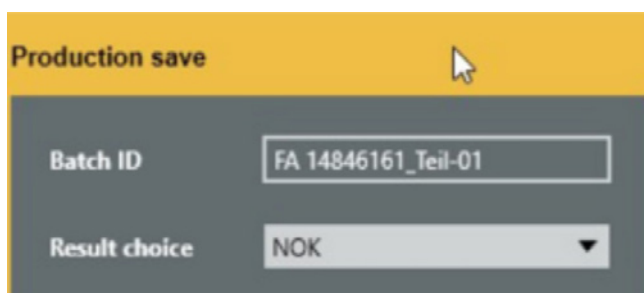 Production save
Batch ID FA 14846161_Teil-01
Result choice NOK